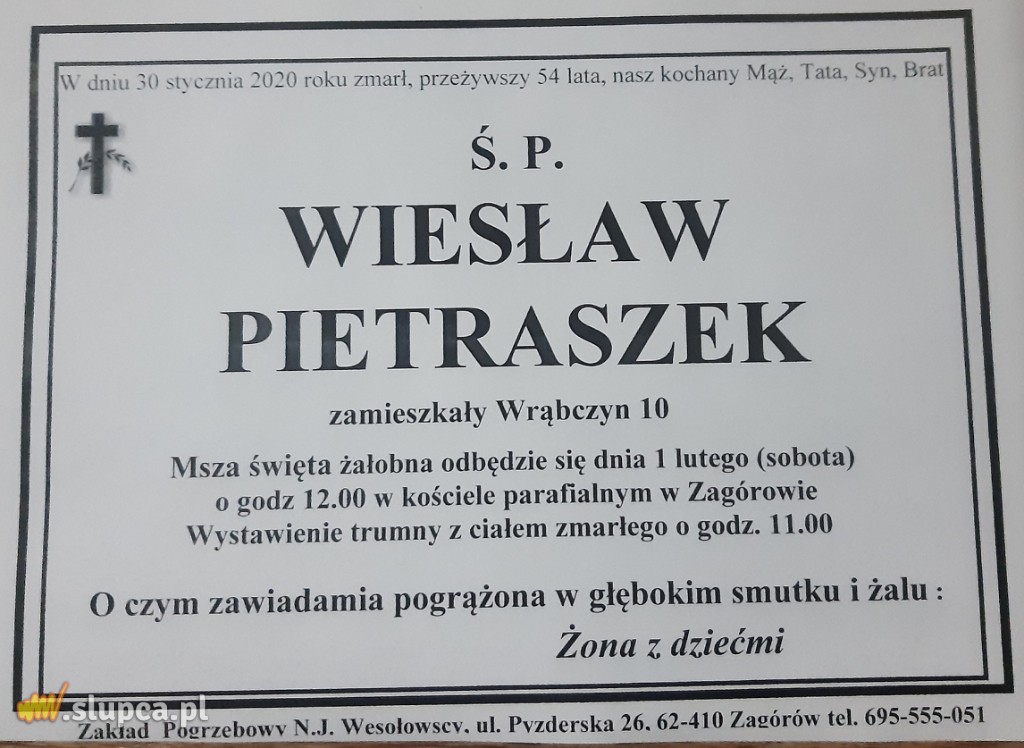 W dniu 30 stycznia 2020 roku zmarł, przeżywszy 54 lata, nasz kochany Mąż, Tata, Syn, Brat
Ś. P.
WIESŁAW
PIETRASZEK
zamieszkały Wrąbczyn 10
Msza święta żałobna odbędzie się dnia 1 lutego (sobota)
o godz 12.00 w kościele parafialnym w Zagórowie
Wystawienie trumny z ciałem zmarłego o godz. 11.00
O czym zawiadamia pogrążona w głębokim smutku i żalu :
Żona z dziećmi
.slupca.pl
Zakład Pogrzebowy N.J. Wesołowscy, ul. Pyzderska 26, 62-410 Zagórów tel. 695-555-051